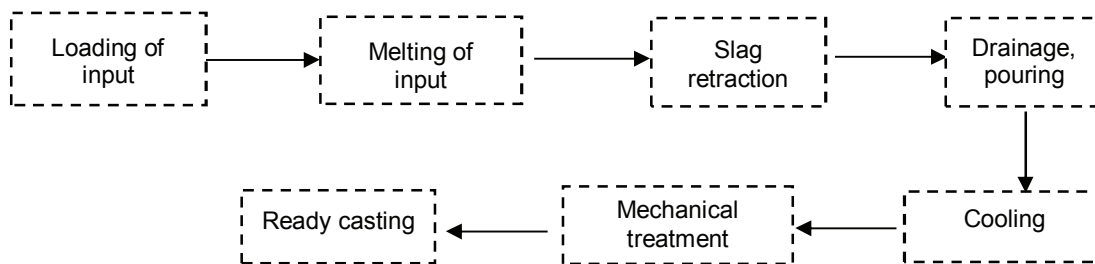 Loading of
input
Melting of
input
Slag
retraction
Drainage,
pouring
Cooling
Mechanical
treatment
Ready casting